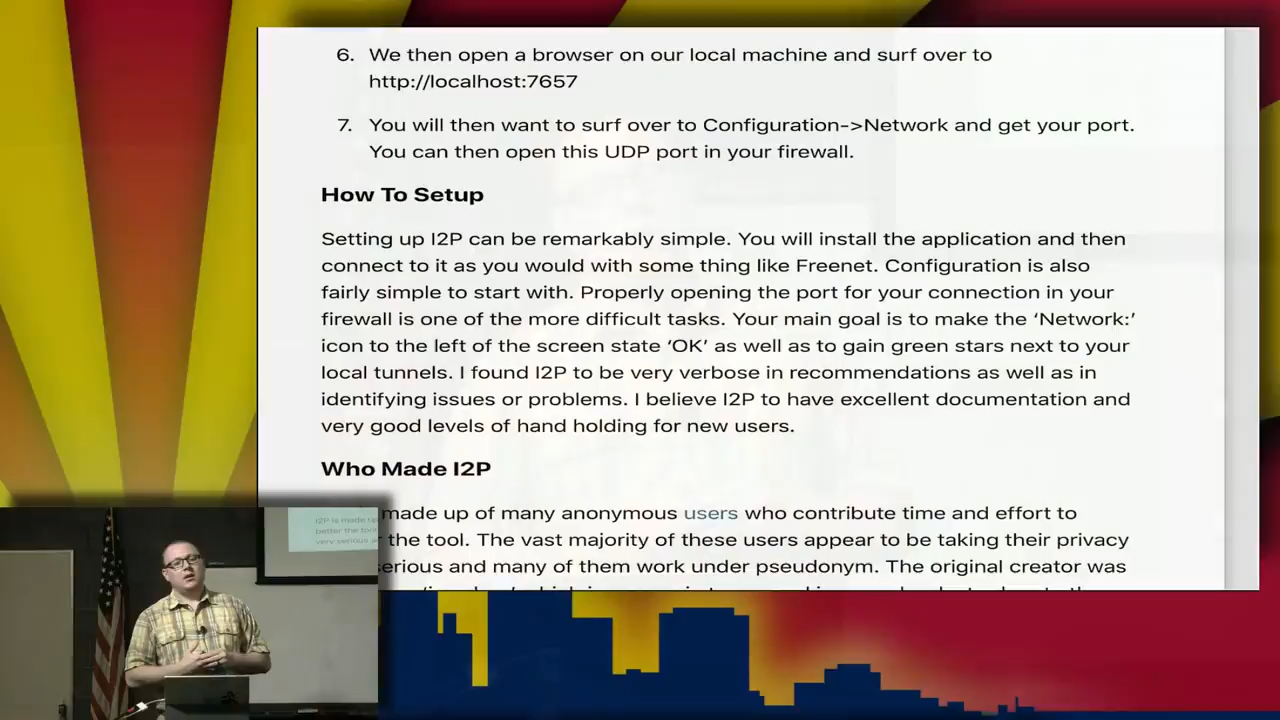 6. We then open a browser on our local machine and surf over to
http://localhost:7657
7. You will then want to surf over to Configuration->Network and get your port.
You can then open this UDP port in your firewall.
How To Setup
Setting up I2P can be remarkably simple. You will install the application and then
connect to it as you would with some thing like Freenet. Configuration is also
fairly simple to start with. Properly opening the port for your connection in your
firewall is one of the more difficult tasks. Your main goal is to make the ‘Network:’
icon to the left of the screen state ‘OK’ as well as to gain green stars next to your
local tunnels. I found I2P to be very verbose in recommendations as well as in
identifying issues or problems. I believe I2P to have excellent documentation and
very good levels of hand holding for new users.
Who Made I2P
made up of many anonymous users who contribute time and effort to
the tool. The vast majority of these users appear to be taking their privacy
serious and many of them work under pseudonym. The original creator was
I2P is made up
better the tool
very serious a